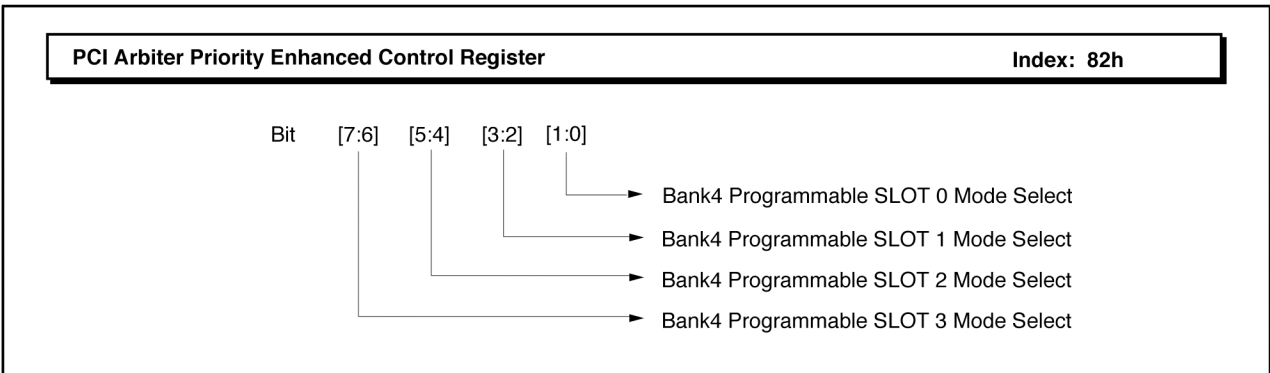 PCI Arbiter Priority Enhanced Control Register Index: 82h
Bit [7:6] [5:4] [3:2] [1:0]
Bank4 Programmable SLOT 0 Mode Select
Bank4 Programmable SLOT 1 Mode Select
Bank4 Programmable SLOT 2 Mode Select
Bank4 Programmable SLOT 3 Mode Select